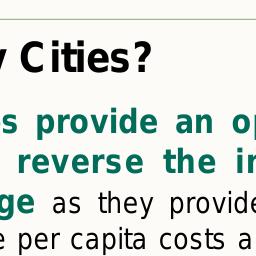 y Cities?
s provide an op
reverse the in
ge as they provide
e per capita costs a